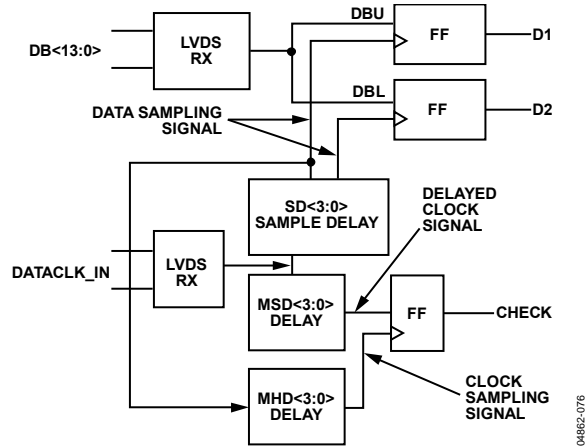 DBU
LVDS
RX
DB<13:0>
FF
D1
DBL
FF
D2
DATA SAMPLING
SIGNAL
SD<3:0>
SAMPLE DELAY
DELAYED
CLOCK
SIGNAL
DATACLK_IN
LVDS
RX
MSD<3:0>
DELAY
FF
CHECK
MHD<3:0>
DELAY
CLOCK
SAMPLING
SIGNAL
04862-076